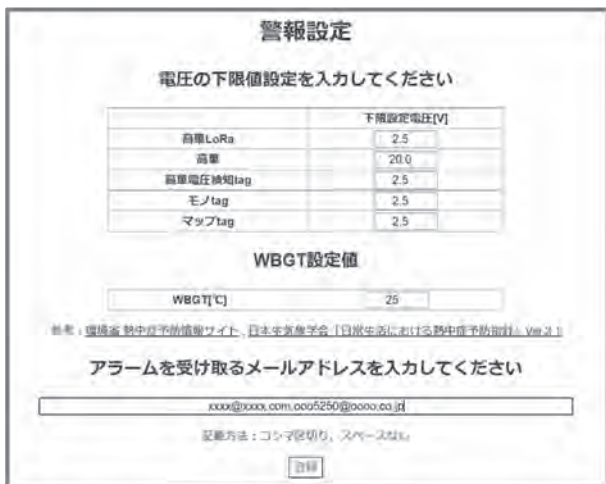 警報設定
電圧の下限値設定を入力してください
下限設定電圧[V]
高車LoRa 2.5
高車 20.0
高車電圧検知tag 2.5
モノtag 2.5
マップtag 2.5
WBGT設定値
WBGT[℃] 25
参考：環境省 熱中症予防情報サイト、日本生気象学会「日常生活における熱中症予防指針」Ver.3.1
アラームを受け取るメールアドレスを入力してください
xxxx@xxxx.com,ooo5250@oooo.co.jp
記載方法：コンマ区切り、スペースなし
登録